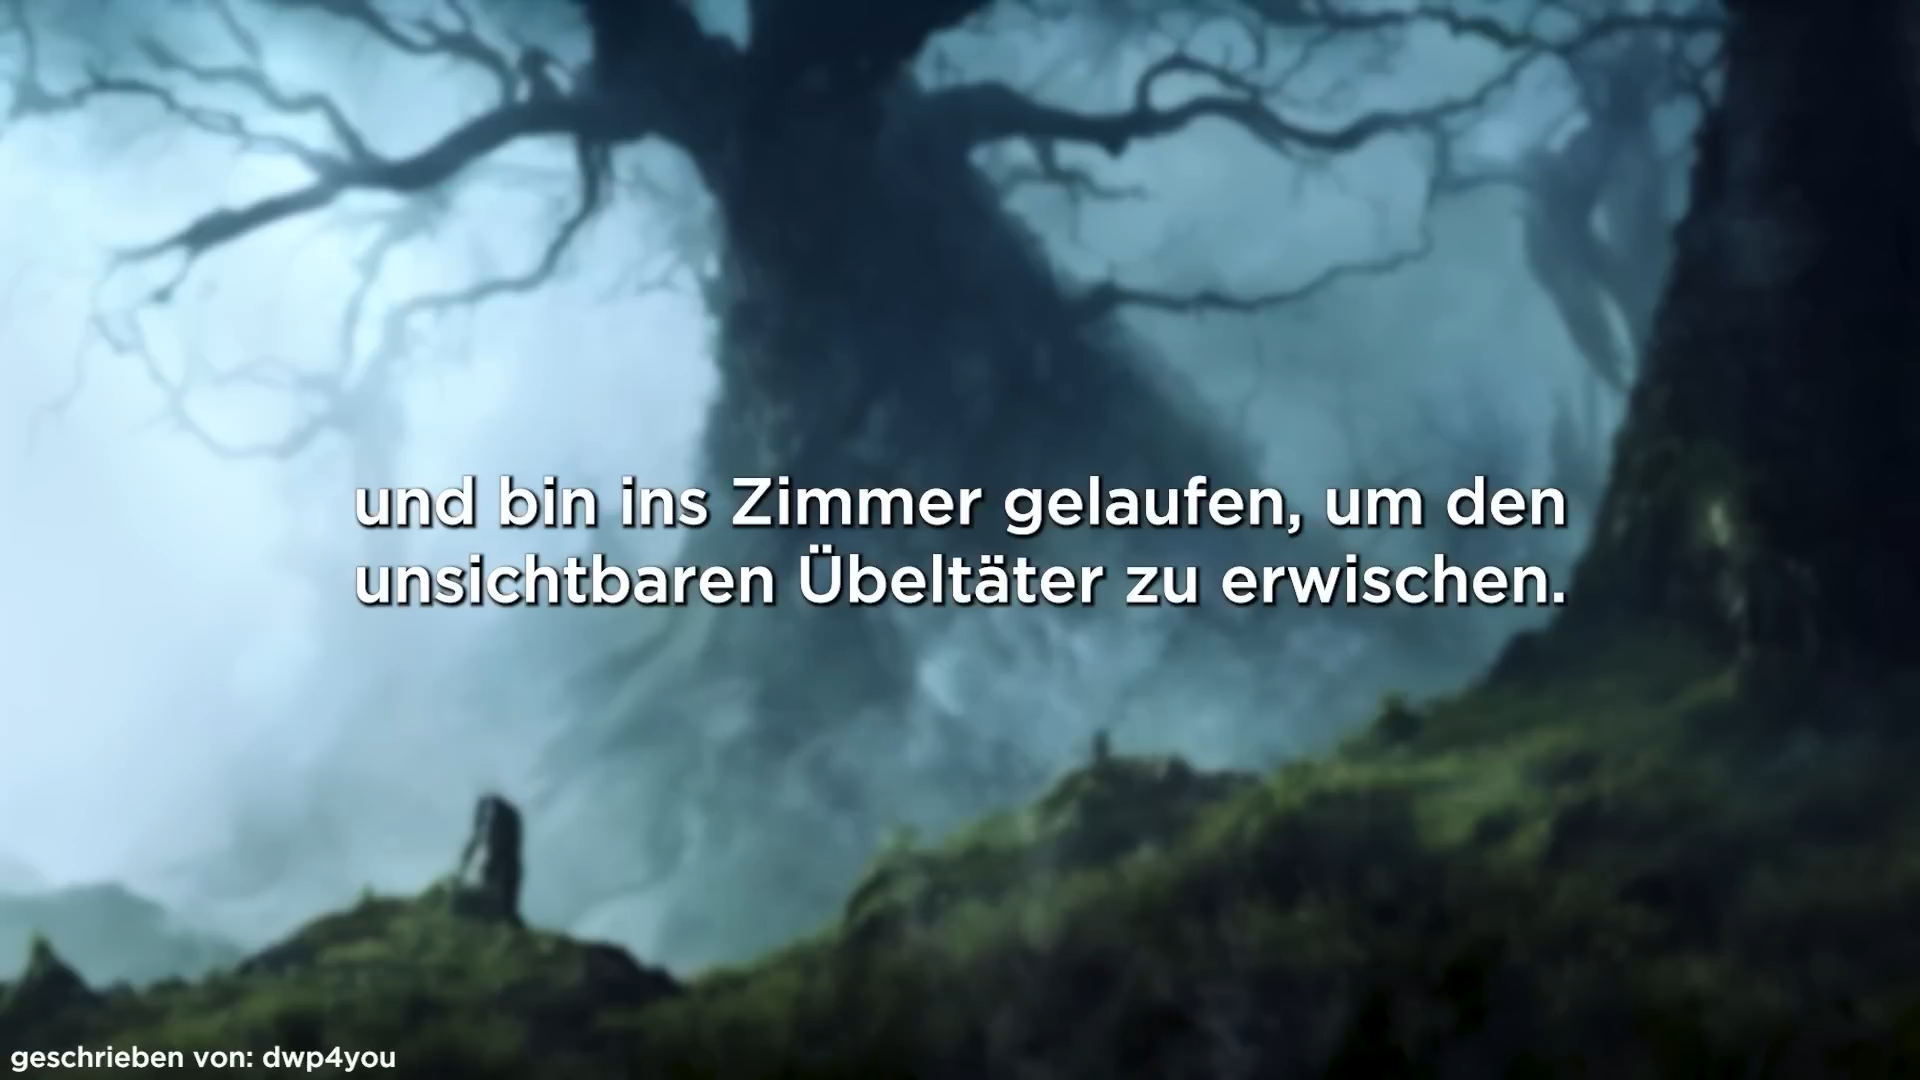 und bin ins Zimmer gelaufen, um den
unsichtbaren Übeltäter zu erwischen.
geschrieben von: dwp4you